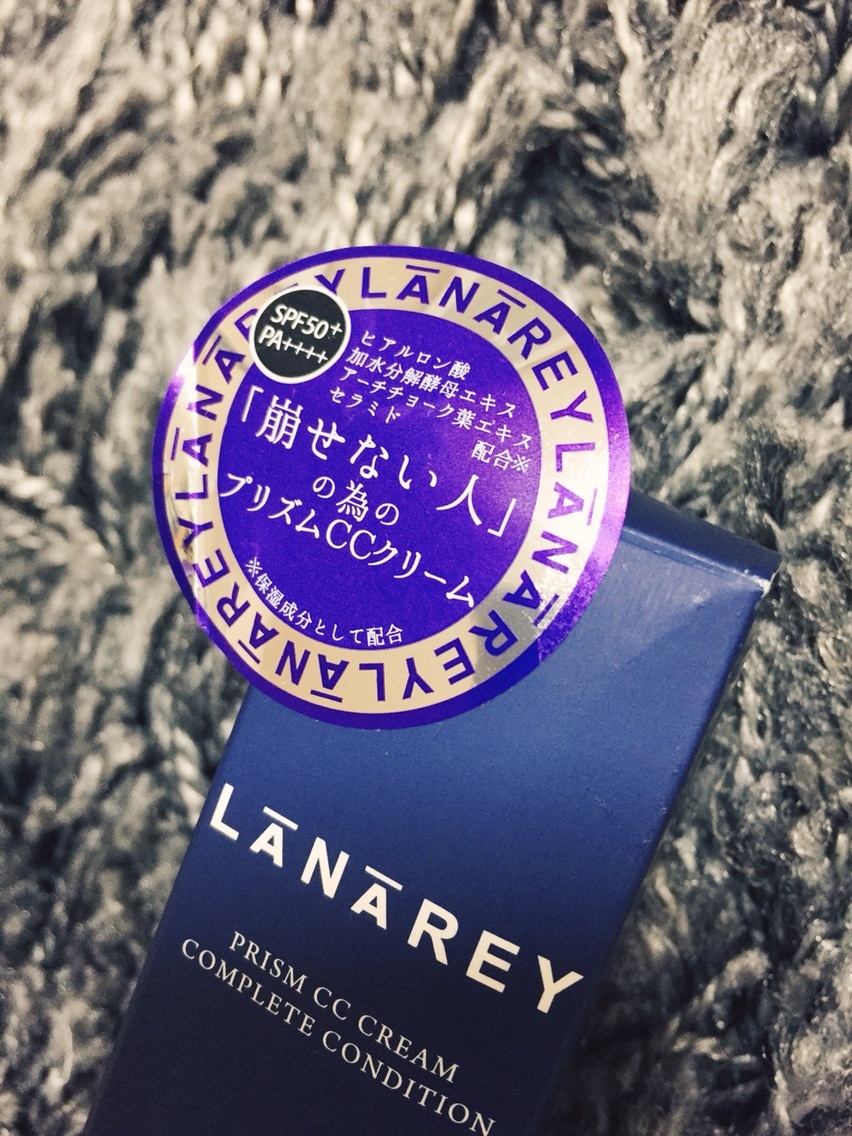 LĀNĀREYLĀNĀREYLĀNĀREYLĀNĀREY
SPF50+
PA++++
ヒアルロン酸
加水分解酵母エキス
アーチチョーク葉エキス
セラミド
配合※
「崩せない人」
の為の
プリズムCCクリーム
※保湿成分として配合
LĀNĀREY
PRISM CC CREAM
COMPLETE CONDITION